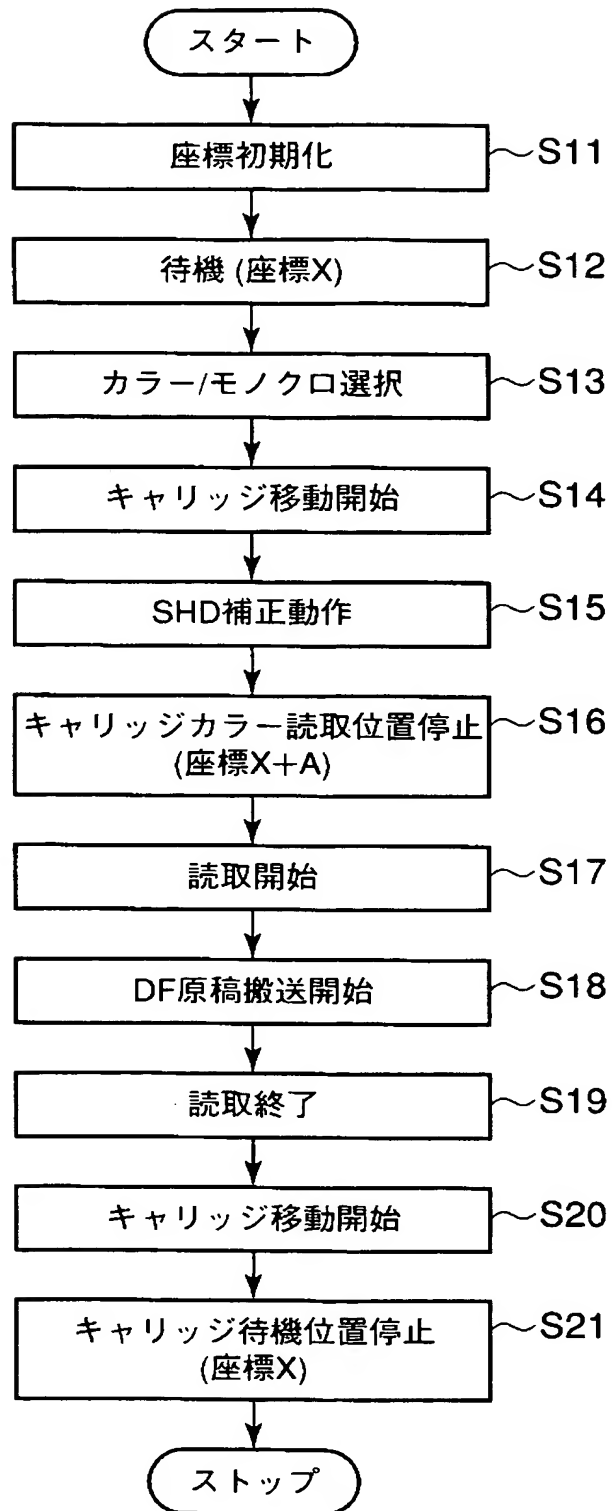 スタート
座標初期化 S11
待機 (座標X) S12
カラー/モノクロ選択 S13
キャリッジ移動開始 S14
SHD補正動作 S15
キャリッジカラー読取位置停止 S16
(座標X+A)
読取開始 S17
DF原稿搬送開始 S18
読取終了 S19
キャリッジ移動開始 S20
キャリッジ待機位置停止 S21
(座標X)
ストップ